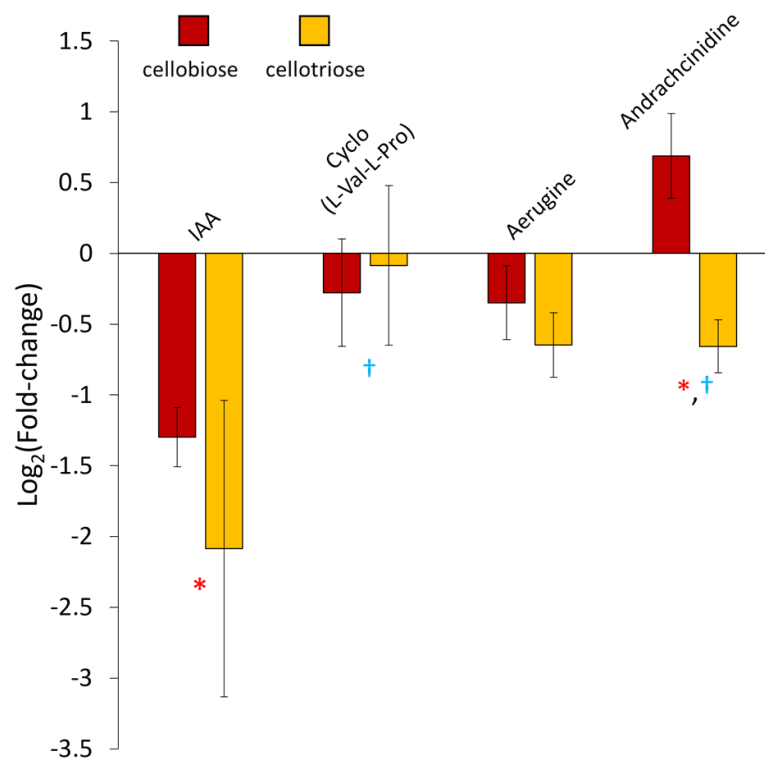 cellobiose
cellotriose
Log₂(Fold-change)
1.5
1
0.5
0
-0.5
-1
-1.5
-2
-2.5
-3
-3.5
IAA
Cyclo
(L-Val-L-Pro)
Aerugine
Andrachcinidine
*
†
*,†